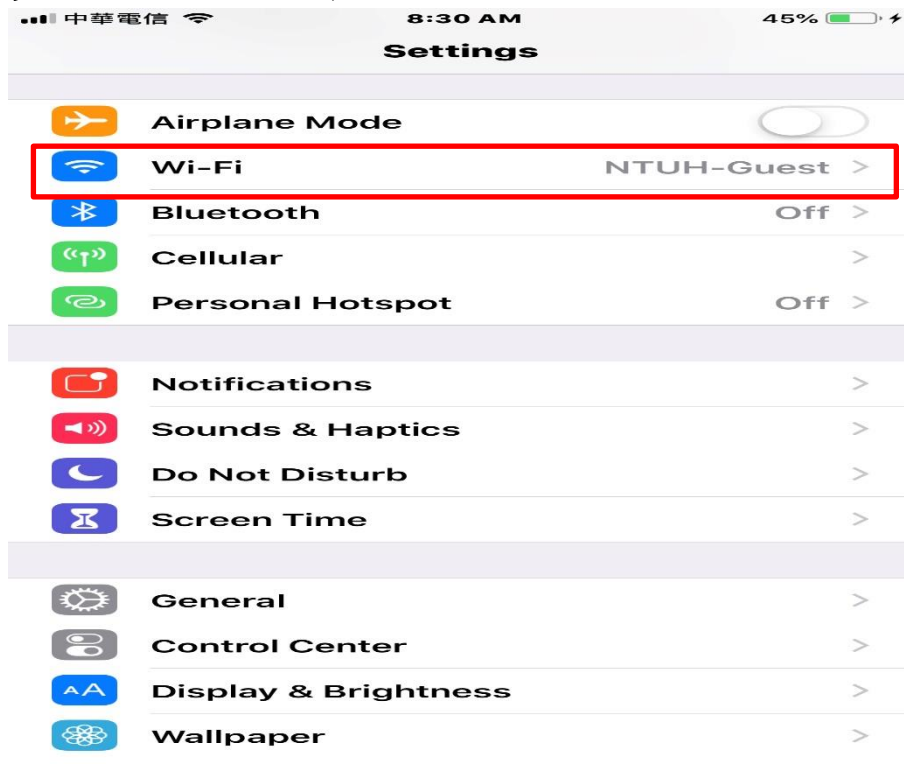 中華電信 8:30 AM 45%
Settings
Airplane Mode
Wi-Fi NTUH-Guest >
Bluetooth Off >
Cellular >
Personal Hotspot Off >
Notifications >
Sounds & Haptics >
Do Not Disturb >
Screen Time >
General >
Control Center >
AA Display & Brightness >
Wallpaper >